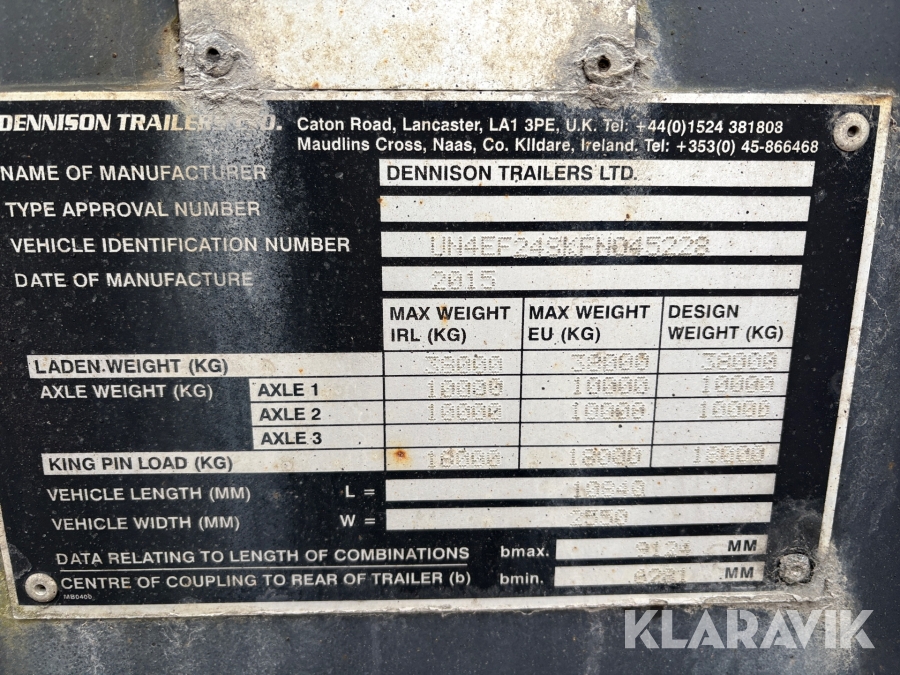 DENNISON TRAILERS LTD. Caton Road, Lancaster, LA1 3PE, U.K. Tel: +44(0)1524 381808
Maudlins Cross, Naas, Co. KIldare, Ireland. Tel: +353(0) 45-866468
NAME OF MANUFACTURER DENNISON TRAILERS LTD.
TYPE APPROVAL NUMBER
VEHICLE IDENTIFICATION NUMBER UN4EF248KFN045228
DATE OF MANUFACTURE 2015
MAX WEIGHT IRL (KG) MAX WEIGHT EU (KG) DESIGN WEIGHT (KG)
LADEN WEIGHT (KG) 38000 38000 38000
AXLE WEIGHT (KG) AXLE 1 10000 10000 10000
AXLE 2 10000 10000 10000
AXLE 3
KING PIN LOAD (KG) 18000 18000 18000
VEHICLE LENGTH (MM) L = 10640
VEHICLE WIDTH (MM) W = 2550
DATA RELATING TO LENGTH OF COMBINATIONS bmax. MM
CENTRE OF COUPLING TO REAR OF TRAILER (b) bmin. MM
MB0400
KLARAVIK